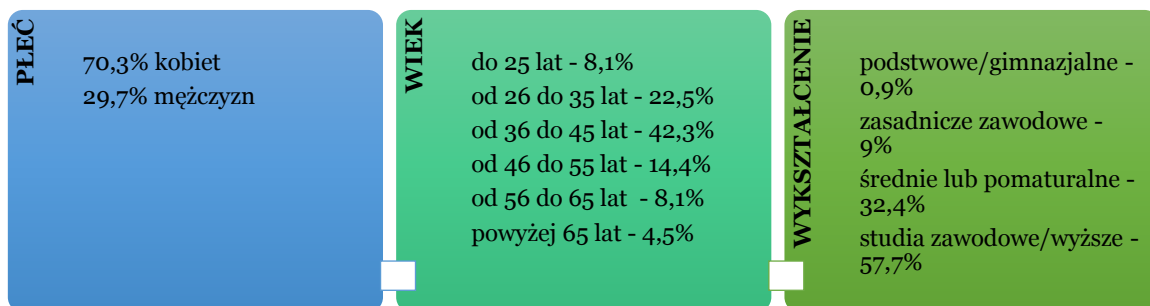 PŁEĆ
70,3% kobiet
29,7% mężczyzn
WIEK
do 25 lat - 8,1%
od 26 do 35 lat - 22,5%
od 36 do 45 lat - 42,3%
od 46 do 55 lat - 14,4%
od 56 do 65 lat - 8,1%
powyżej 65 lat - 4,5%
WYKSZTAŁCENIE
podstwowe/gimnazjalne -
0,9%
zasadnicze zawodowe -
9%
średnie lub pomaturalne -
32,4%
studia zawodowe/wyższe -
57,7%